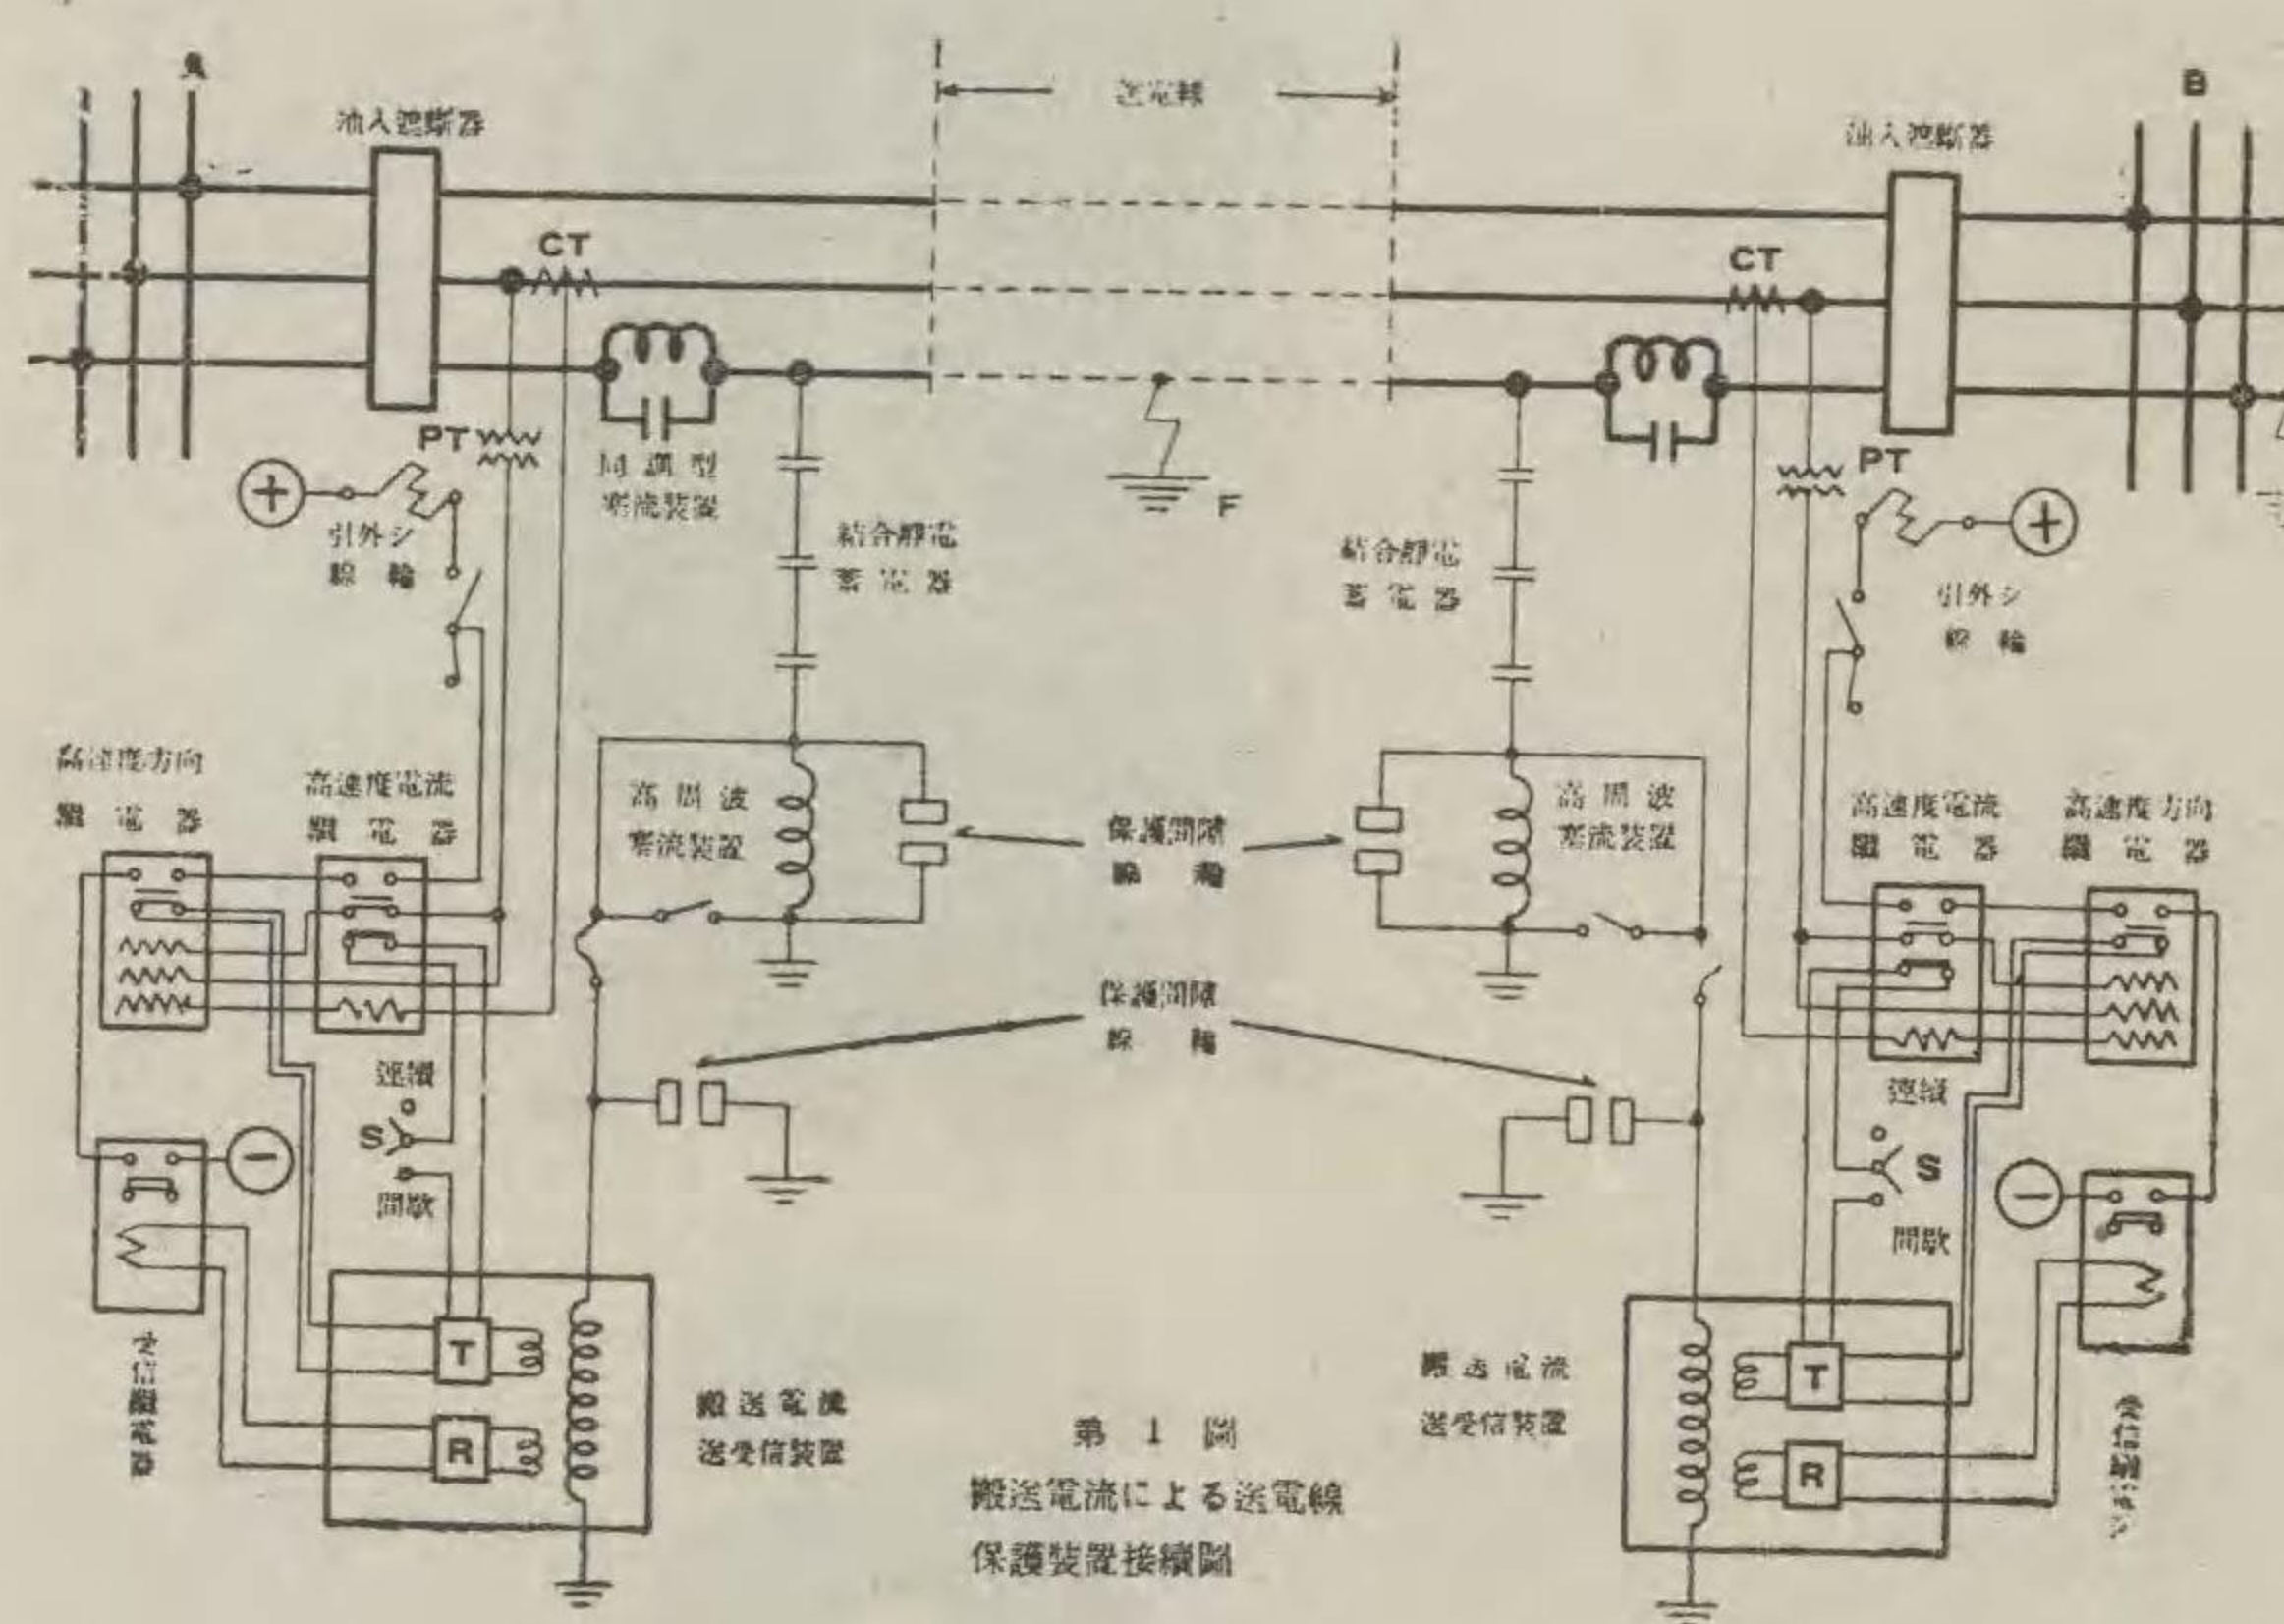 A
送電線
B
油入遮斷器
油入遮斷器
CT
CT
PT
同調型
塞流装置
PT
引外シ
線輪
結合靜電
蓄電器
結合靜電
蓄電器
F
引外シ
線輪
高速度方向
繼電器
高速度電流
繼電器
高周波
塞流装置
保護間隙
線輪
高周波
塞流装置
高速度電流
繼電器
高速度方向
繼電器
保護間隙
線輪
連續
S
間歇
連續
S
間歇
T
R
搬送電流
送受信装置
搬送電流
送受信装置
T
R
受信繼電器
第1圖
搬送電流による送電線
保護装置接續圖